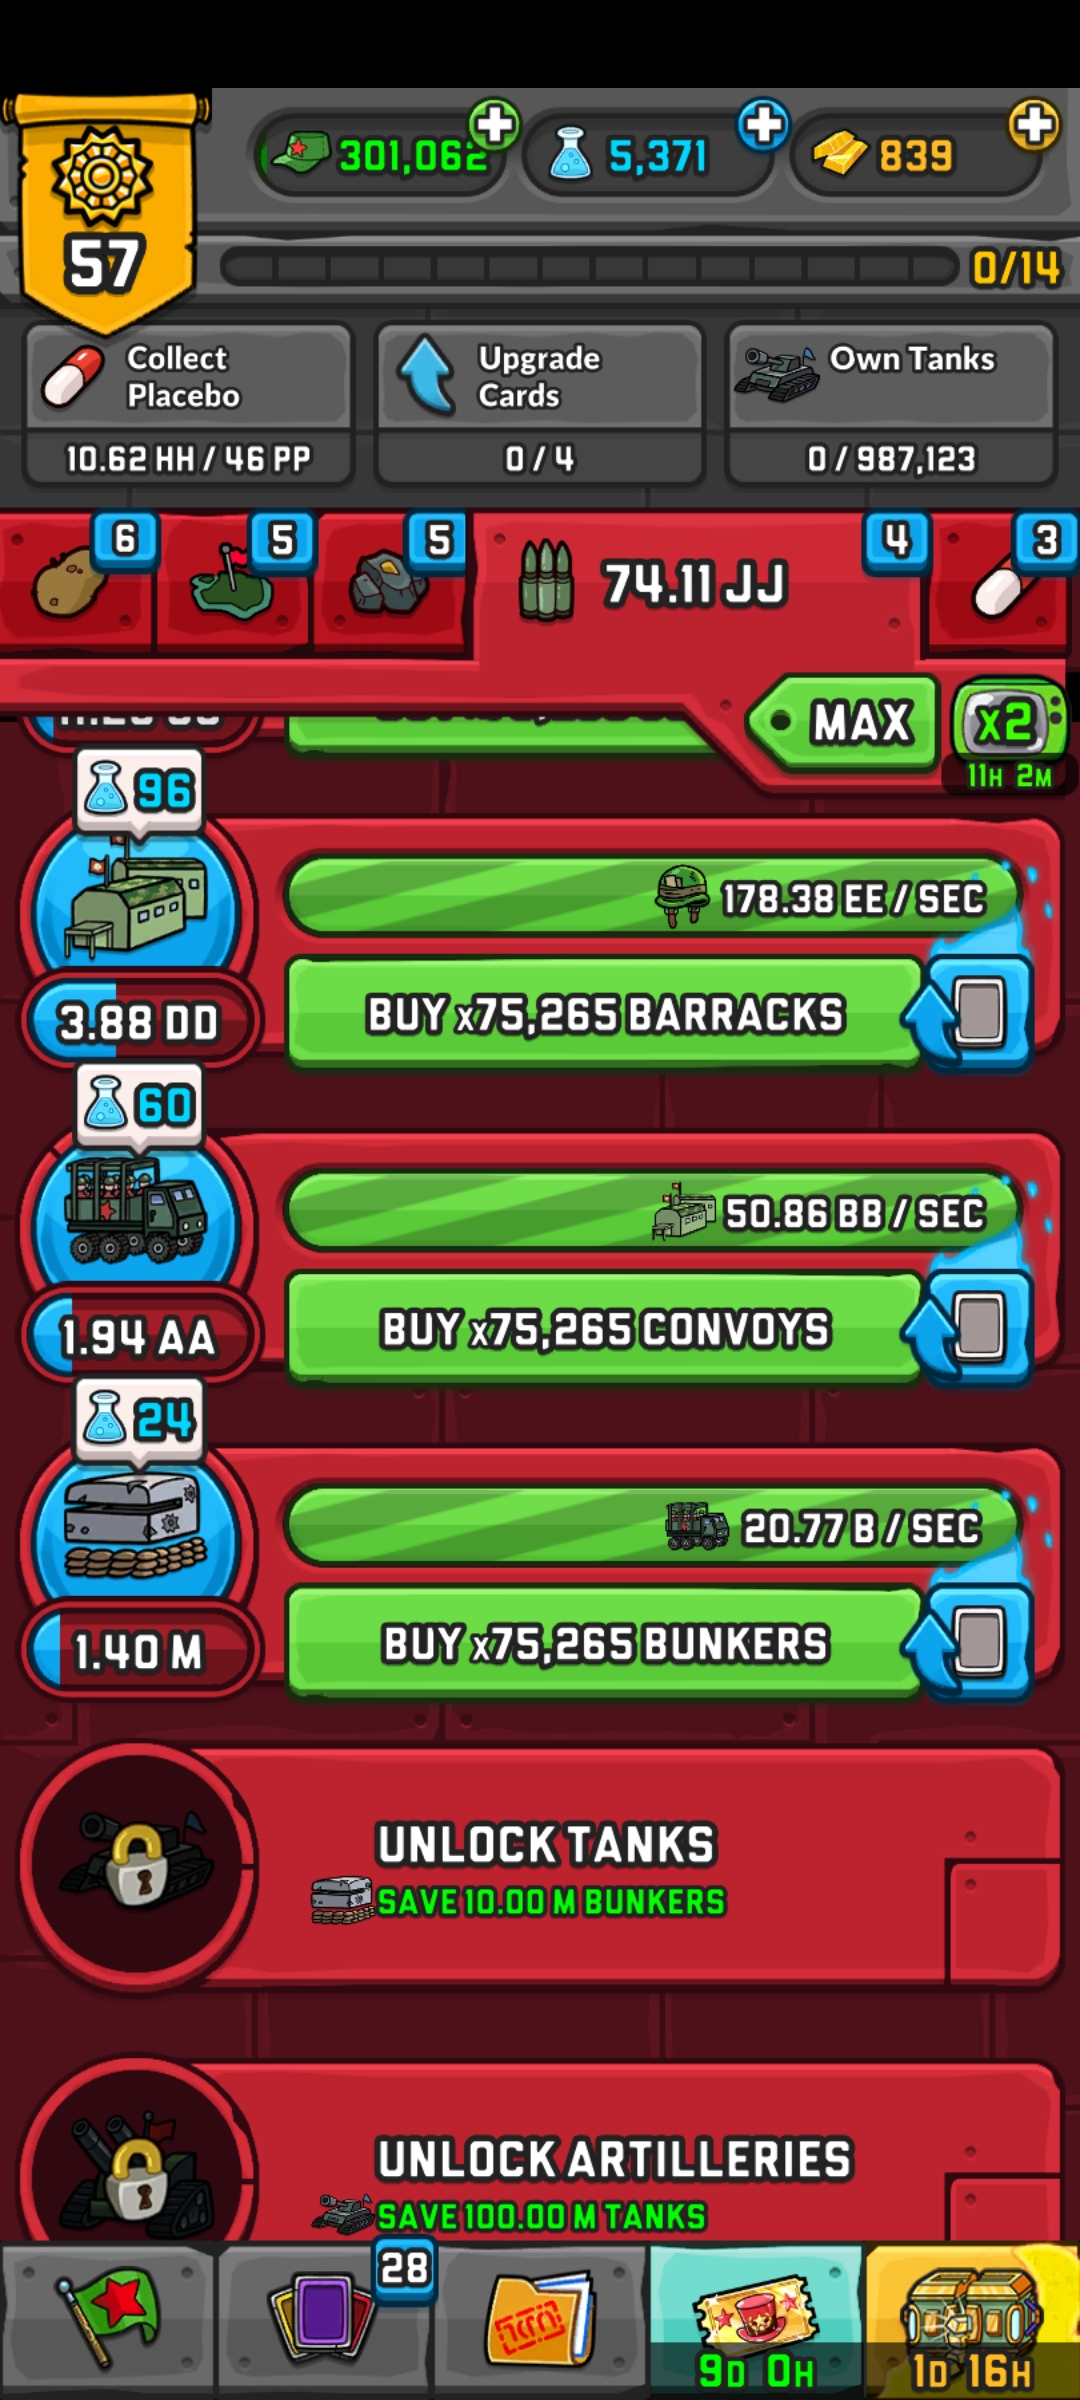 301,062
5,371
839
57
0/14
Collect
Placebo
10.62 HH / 46 PP
Upgrade
Cards
0 / 4
Own Tanks
0 / 987,123
6
5
5
74.11 JJ
4
3
MAX
x2
11H 2M
96
178.38 EE / SEC
3.88 DD
BUY x75,265 BARRACKS
60
50.86 BB / SEC
1.94 AA
BUY x75,265 CONVOYS
24
20.77 B / SEC
1.40 M
BUY x75,265 BUNKERS
UNLOCK TANKS
SAVE 10.00 M BUNKERS
UNLOCK ARTILLERIES
SAVE 100.00 M TANKS
28
9D 0H
1D 16H